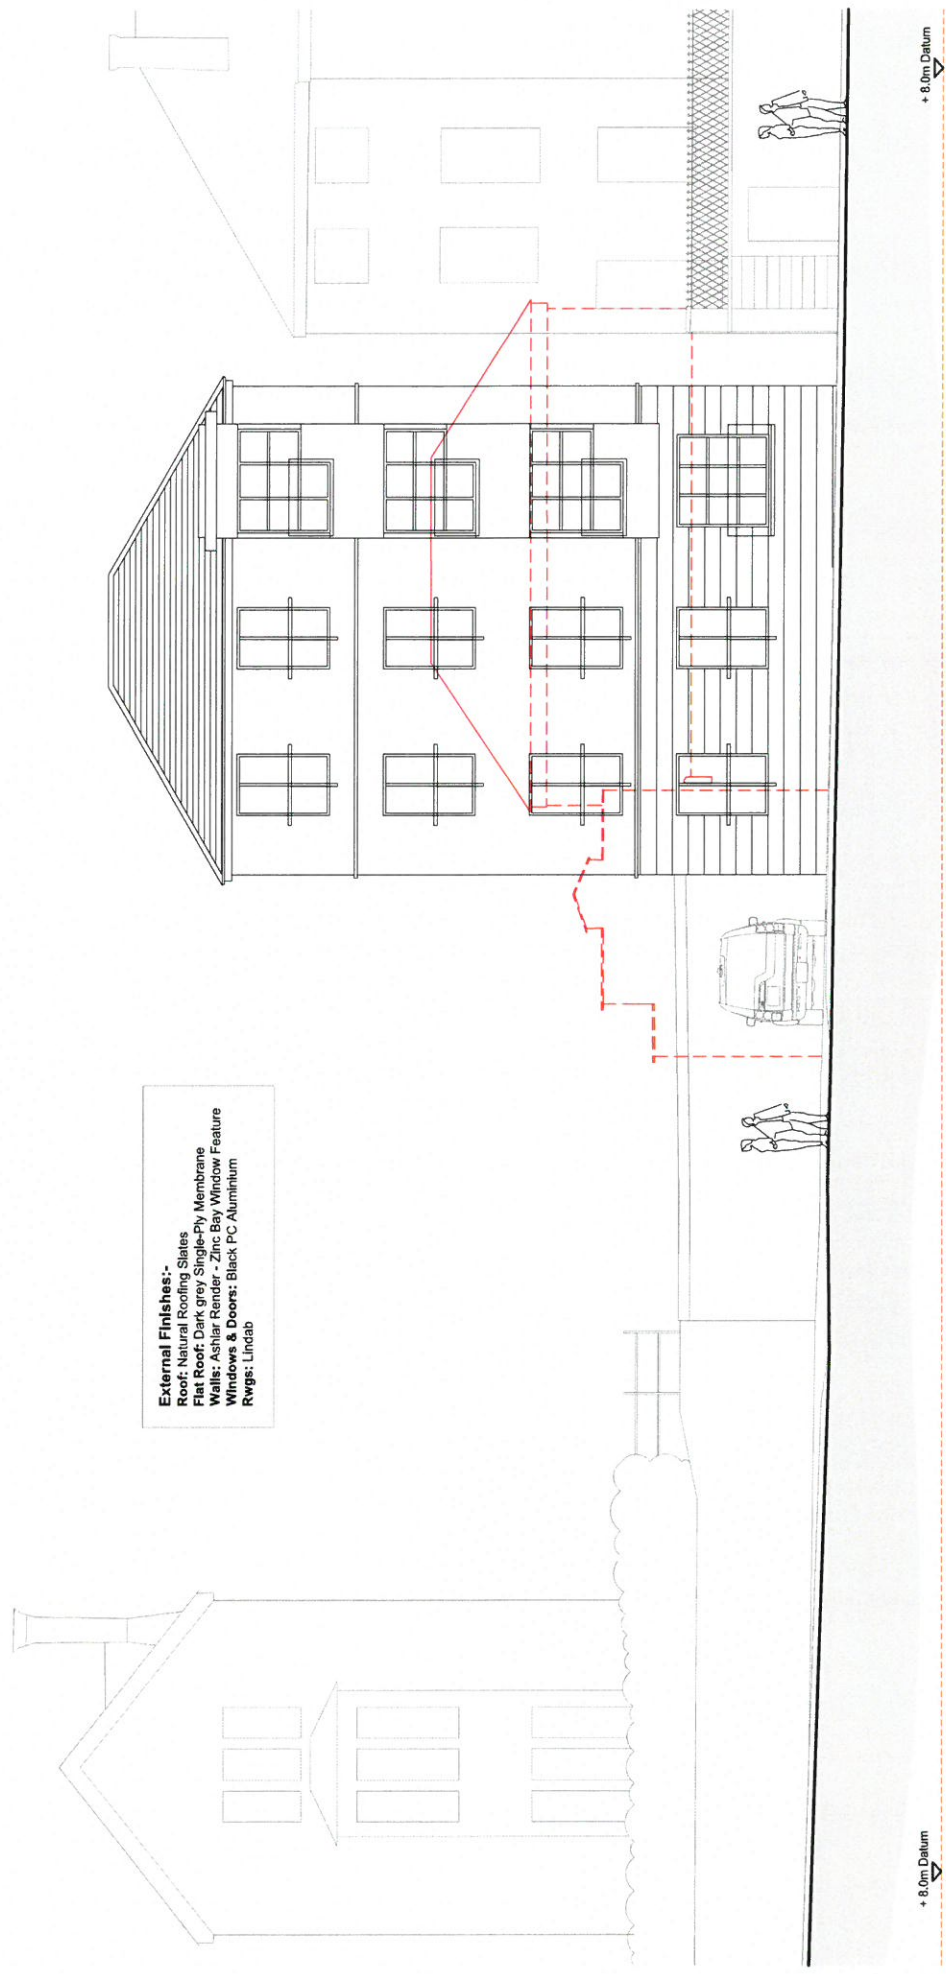 External Finishes:-
Roof: Natural Roofing Slates
Flat Roof: Dark grey Single-Ply Membrane
Walls: Ashlar Render - Zinc Bay Window Feature
Windows & Doors: Black PC Aluminium
Rwgs: Lindab
+ 8.0m Datum
+ 8.0m Datum